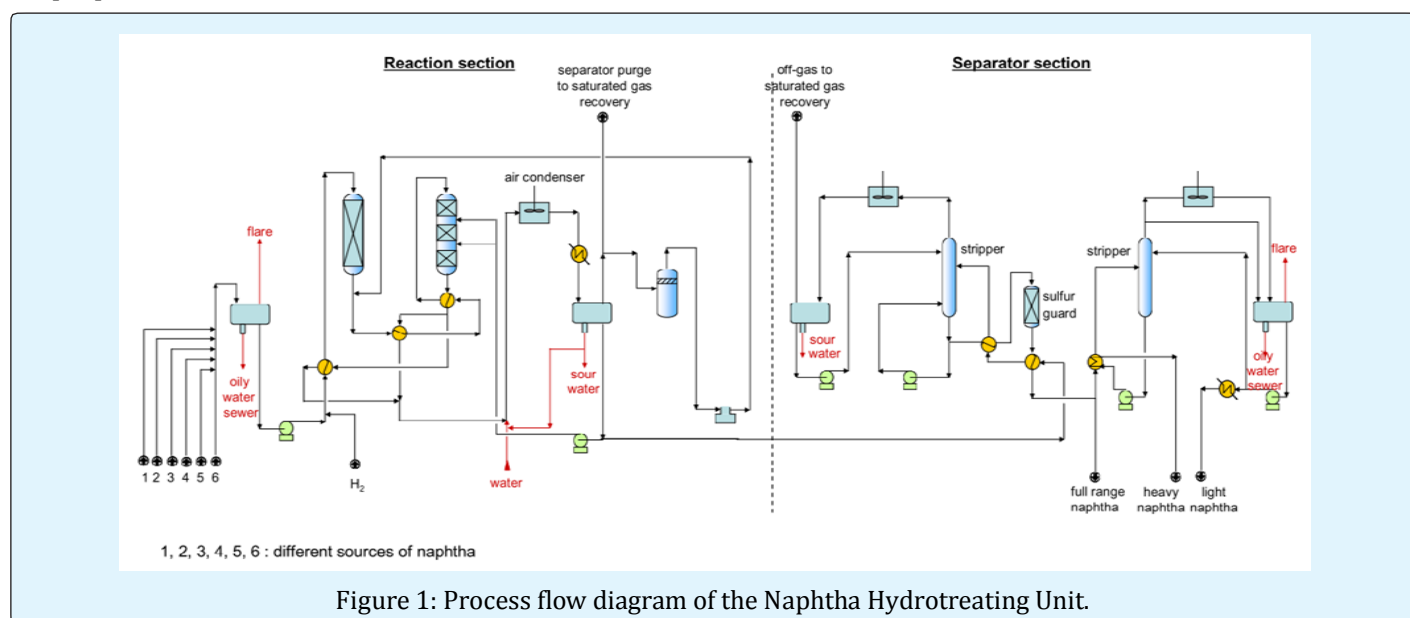 Reaction section
separator purge
to saturated gas
recovery
off-gas to
saturated gas
recovery
Separator section
air condenser
flare
stripper
stripper
flare
sulfur
guard
oily
water
sewer
sour
water
sour
water
oily
water
sewer
1 2 3 4 5 6
H2
water
full range
naphtha
heavy
naphtha
light
naphtha
1, 2, 3, 4, 5, 6 : different sources of naphtha
Figure 1: Process flow diagram of the Naphtha Hydrotreating Unit.